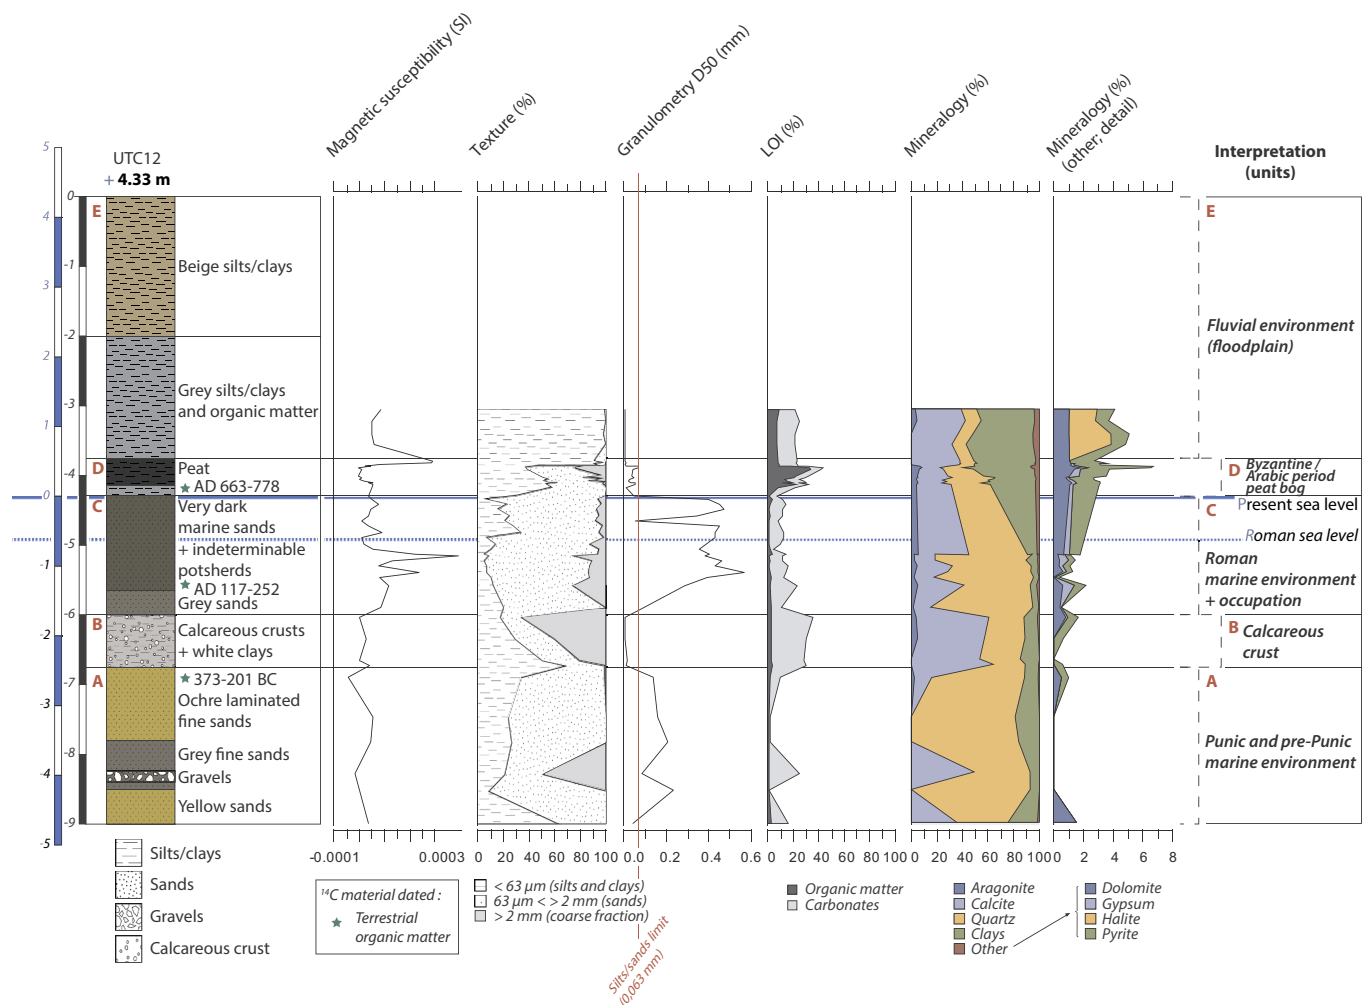 Magnetic susceptibility (SI)
Texture (%)
Granulometry D50 (mm)
LOI (%)
Mineralogy (%)
Mineralogy (%)
(other, detail)
Interpretation
(units)
UTC12
+ 4.33 m
5
4
3
2
1
0
-1
-2
-3
-4
-5
0
-1
-2
-3
-4
-5
-6
-7
-8
-9
E
Beige silts/clays
Grey silts/clays
and organic matter
D
Peat
AD 663-778
C
Very dark
marine sands
+ indeterminable
potsherds
AD 117-252
Grey sands
B
Calcareous crusts
+ white clays
A
373-201 BC
Ochre laminated
fine sands
Grey fine sands
Gravels
Yellow sands
E
Fluvial environment
(floodplain)
D
Byzantine /
Arabic period
peat bog
C
Present sea level
Roman sea level
Roman
marine environment
+ occupation
B
Calcareous
crust
A
Punic and pre-Punic
marine environment
-0.0001 0.0003
0 20 40 60 80 100
0.0 0.2 0.4 0.6
0 20 40 60 80 100
0 20 40 60 80 100
0 2 4 6 8
Silts/clays
Sands
Gravels
Calcareous crust
14C material dated :
Terrestrial
organic matter
< 63 µm (silts and clays)
63 µm < > 2 mm (sands)
> 2 mm (coarse fraction)
Silts/sands limit
(0,063 mm)
Organic matter
Carbonates
Aragonite
Calcite
Quartz
Clays
Other
Dolomite
Gypsum
Halite
Pyrite